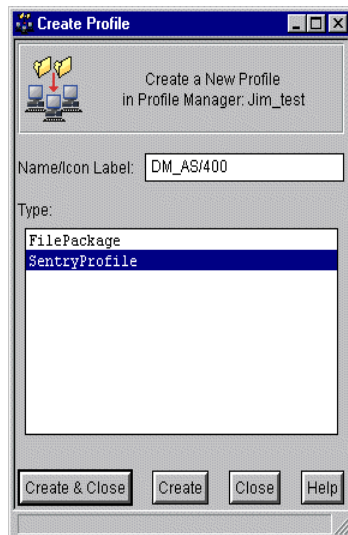 Create Profile
Create a New Profile
in Profile Manager: Jim_test
Name/Icon Label: DM_AS/400
Type:
FilePackage
SentryProfile
Create & Close Create Close Help